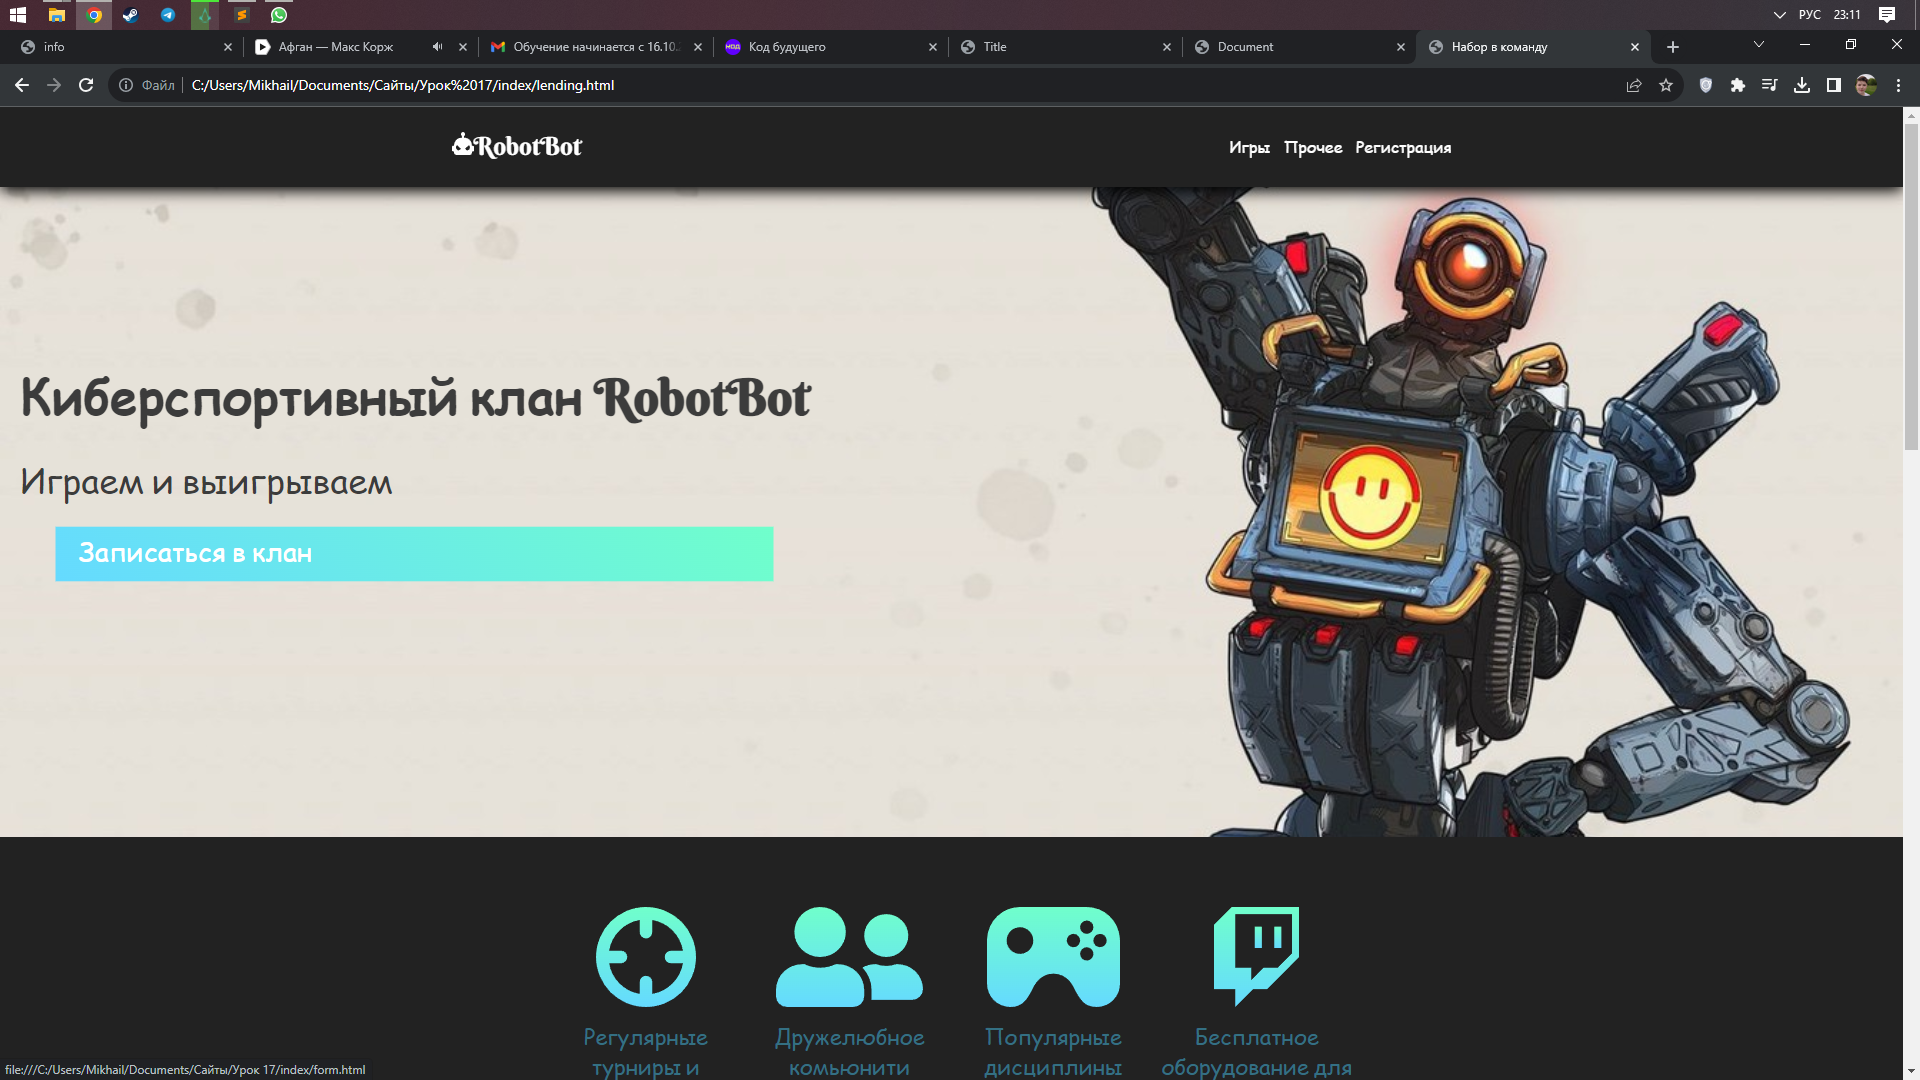 РУС 23:11
info
Афган — Макс Корж
Обучение начинается с 16.10.
Код будущего
Title
Document
Набор в команду
Файл
C:/Users/Mikhail/Documents/Сайты/Урок%2017/index/lending.html
RobotBot
Игры Прочее Регистрация
Киберспортивный клан RobotBot
Играем и выигрываем
Записаться в клан
Регулярные
турниры и
Дружелюбное
комьюнити
Популярные
дисциплины
Бесплатное
оборудование для
file:///C:/Users/Mikhail/Documents/Сайты/Урок 17/index/form.html